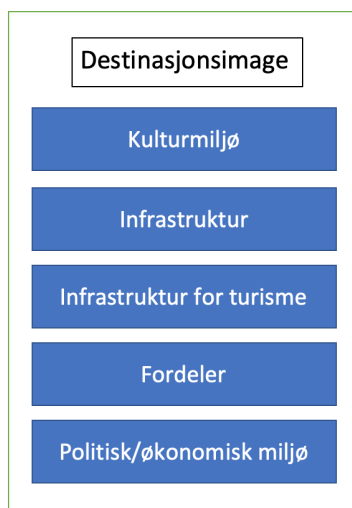 Destinasjonsimage
Kulturmiljø
Infrastruktur
Infrastruktur for turisme
Fordeler
Politisk/økonomisk miljø